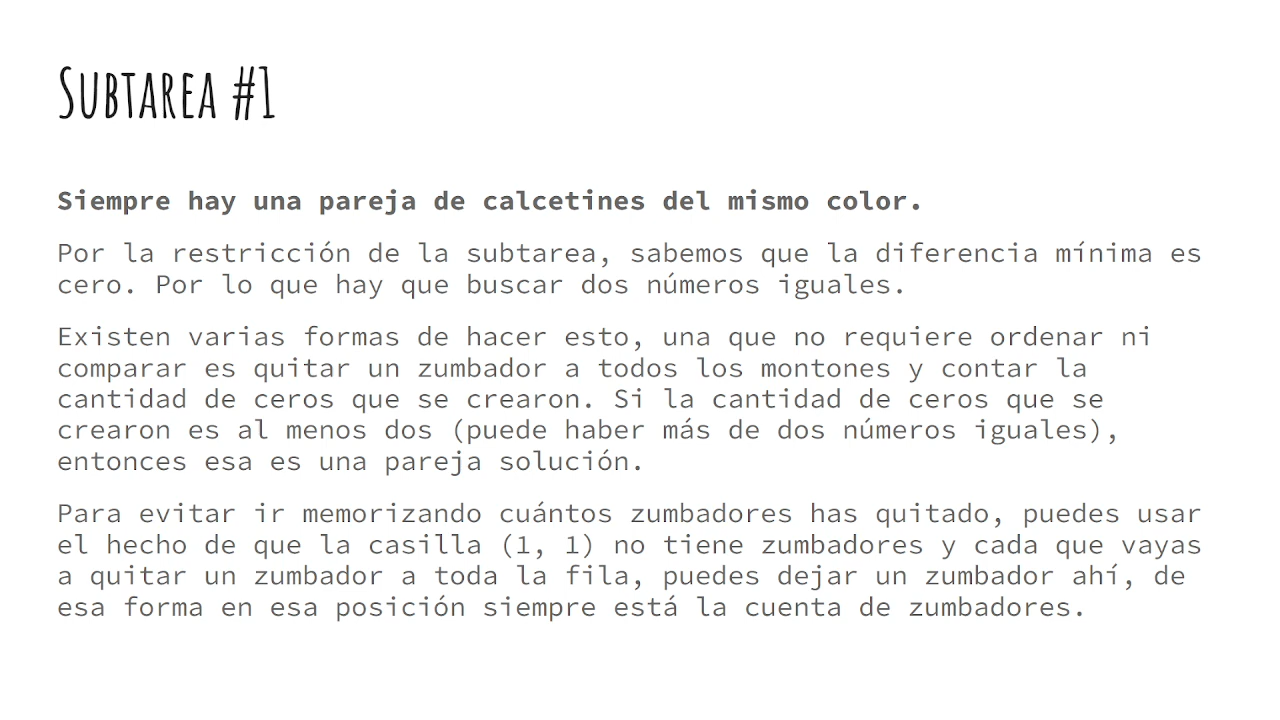 SUBTAREA #1
Siempre hay una pareja de calcetines del mismo color.
Por la restricción de la subtarea, sabemos que la diferencia mínima es
cero. Por lo que hay que buscar dos números iguales.
Existen varias formas de hacer esto, una que no requiere ordenar ni
comparar es quitar un zumbador a todos los montones y contar la
cantidad de ceros que se crearon. Si la cantidad de ceros que se
crearon es al menos dos (puede haber más de dos números iguales),
entonces esa es una pareja solución.
Para evitar ir memorizando cuántos zumbadores has quitado, puedes usar
el hecho de que la casilla (1, 1) no tiene zumbadores y cada que vayas
a quitar un zumbador a toda la fila, puedes dejar un zumbador ahí, de
esa forma en esa posición siempre está la cuenta de zumbadores.